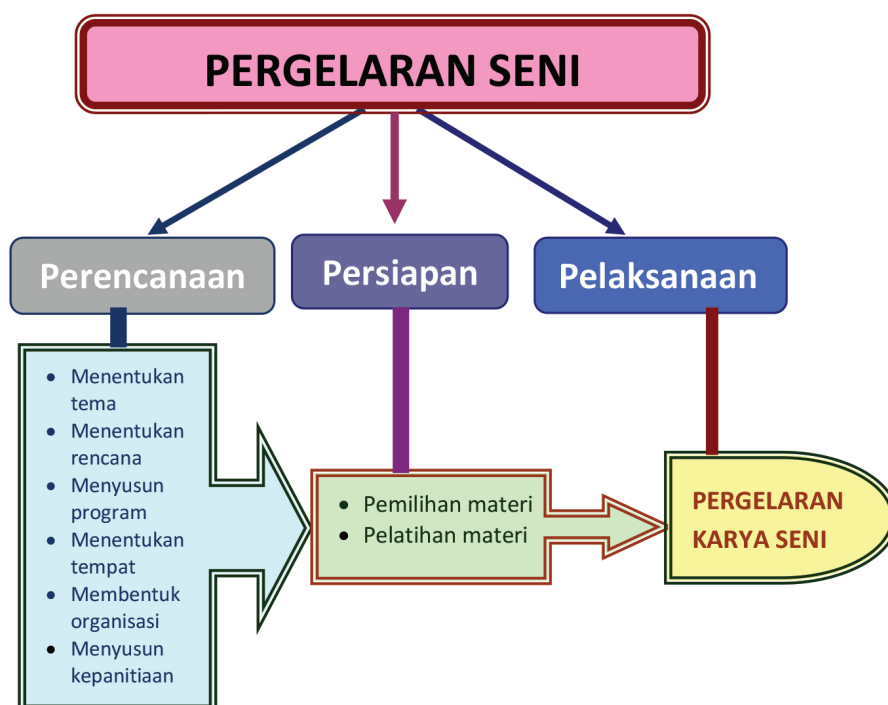 PERGELARAN SENI
Perencanaan
Persiapan
Pelaksanaan
• Menentukan
tema
• Menentukan
rencana
• Menyusun
program
• Menentukan
tempat
• Membentuk
organisasi
• Menyusun
kepanitiaan
• Pemilihan materi
• Pelatihan materi
PERGELARAN
KARYA SENI